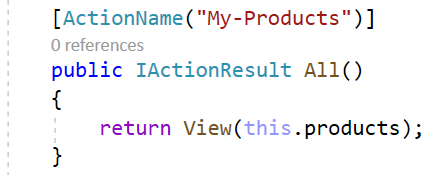 [ActionName("My-Products")]
0 references
public IActionResult All()
{
return View(this.products);
}